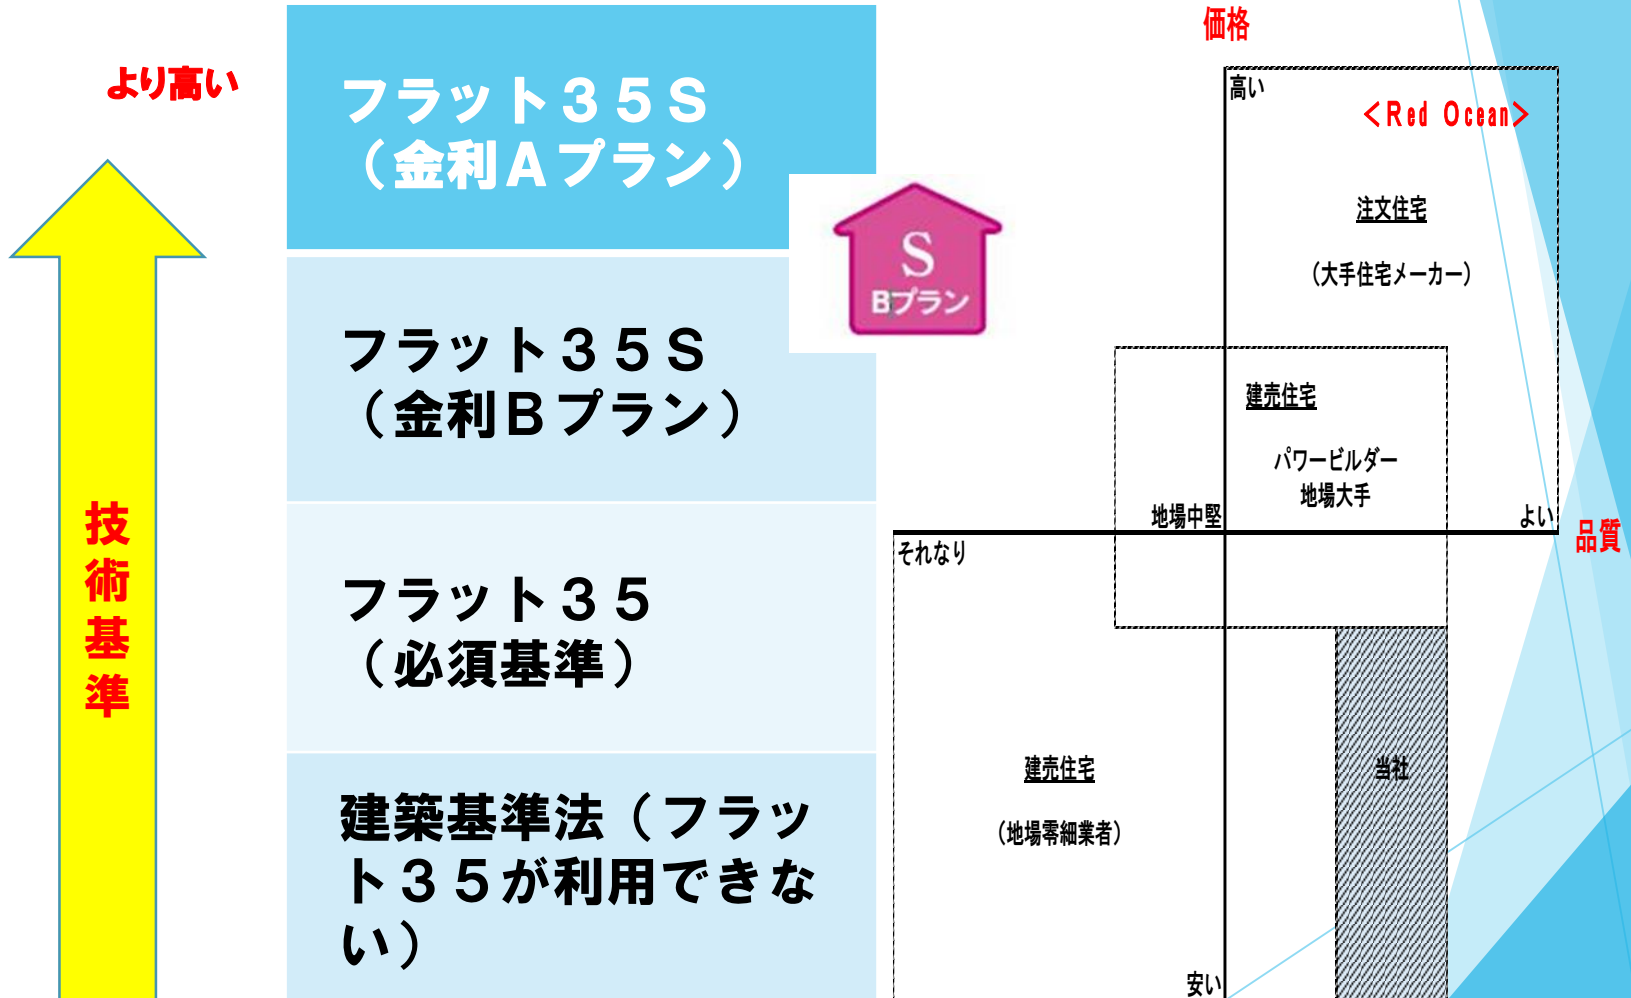 より高い
技術基準
フラット３５Ｓ
（金利Ａプラン）
フラット３５Ｓ
（金利Ｂプラン）
フラット３５
（必須基準）
建築基準法（フラッ
ト３５が利用できな
い）
S
Bプラン
価格
高い
＜Red Ocean＞
注文住宅
（大手住宅メーカー）
建売住宅
パワービルダー
地場大手
地場中堅
よい
品質
それなり
建売住宅
（地場零細業者）
当社
安い